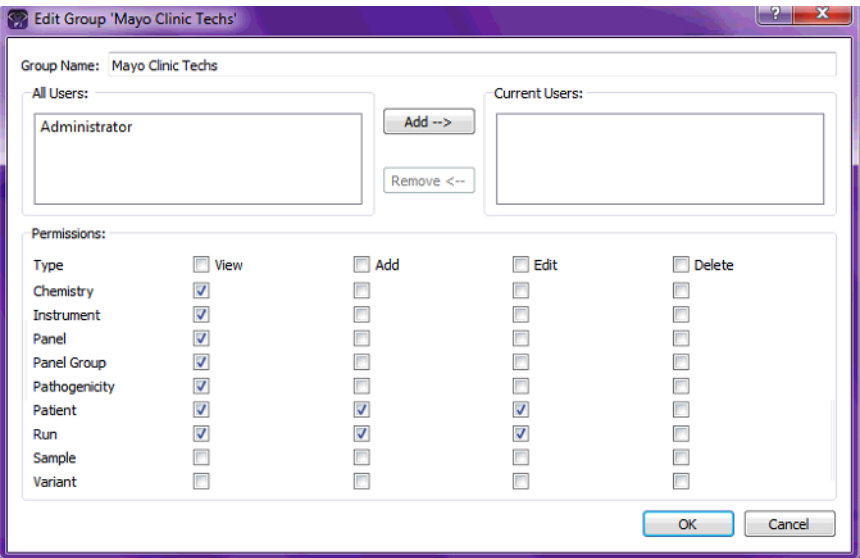 Edit Group 'Mayo Clinic Techs'
Group Name: Mayo Clinic Techs
All Users:
Current Users:
Administrator
Add -->
Remove <--
Permissions:
Type View Add Edit Delete
Chemistry
Instrument
Panel
Panel Group
Pathogenicity
Patient
Run
Sample
Variant
OK Cancel